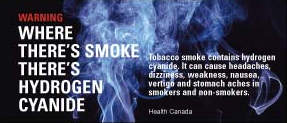 WARNING
WHERE
THERE'S SMOKE
THERE'S
HYDROGEN
CYANIDE
Tobacco smoke contains hydrogen
cyanide. It can cause headaches,
dizziness, weakness, nausea,
vertigo and stomach aches in
smokers and non-smokers.
Health Canada